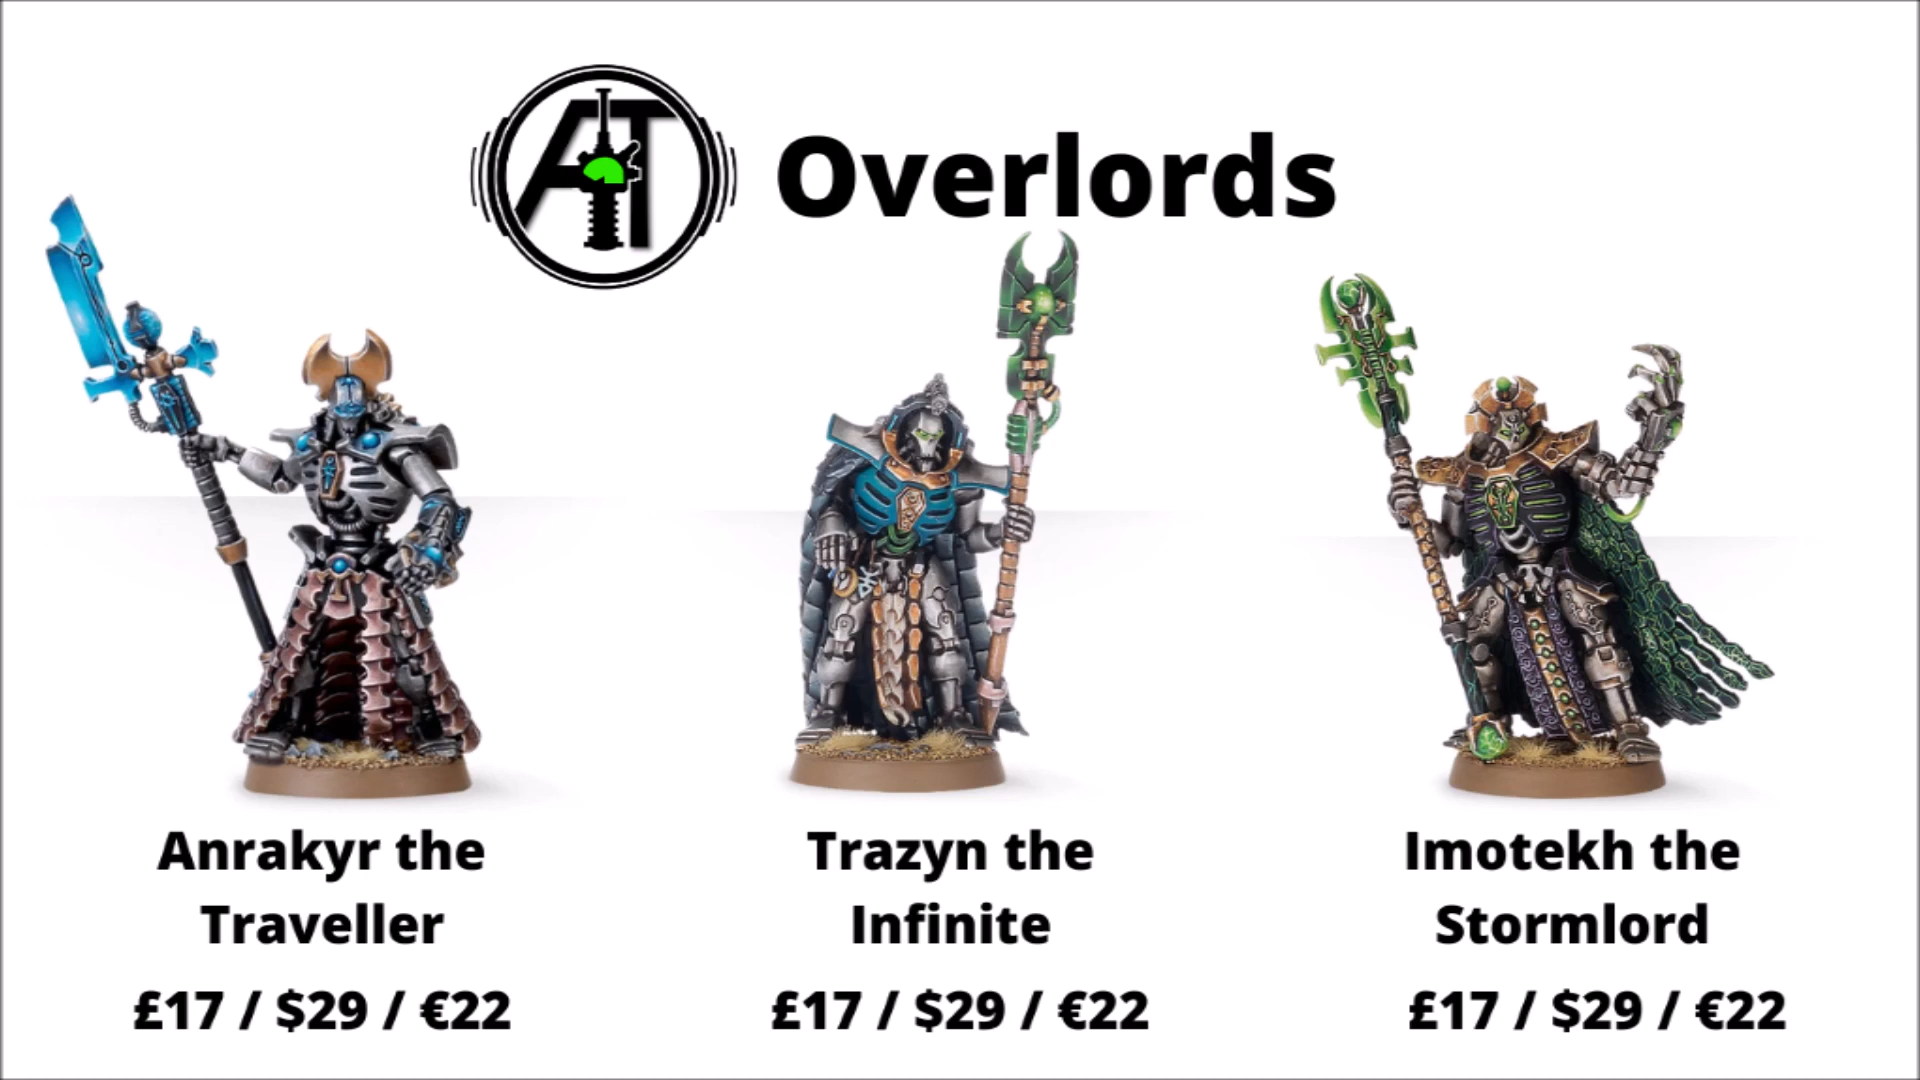 AT
Overlords
Anrakyr the
Traveller
£17 / $29 / €22
Trazyn the
Infinite
£17 / $29 / €22
Imotekh the
Stormlord
£17 / $29 / €22